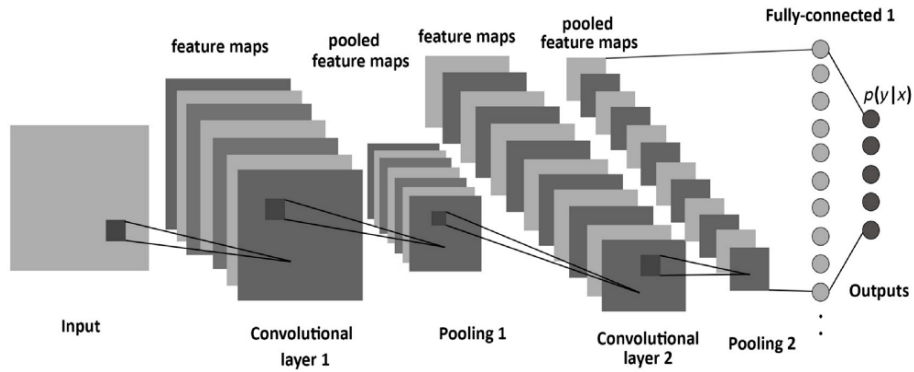 feature maps
pooled
feature maps
feature maps
pooled
feature maps
Fully-connected 1
p(y|x)
Input
Convolutional
layer 1
Pooling 1
Convolutional
layer 2
Pooling 2
Outputs